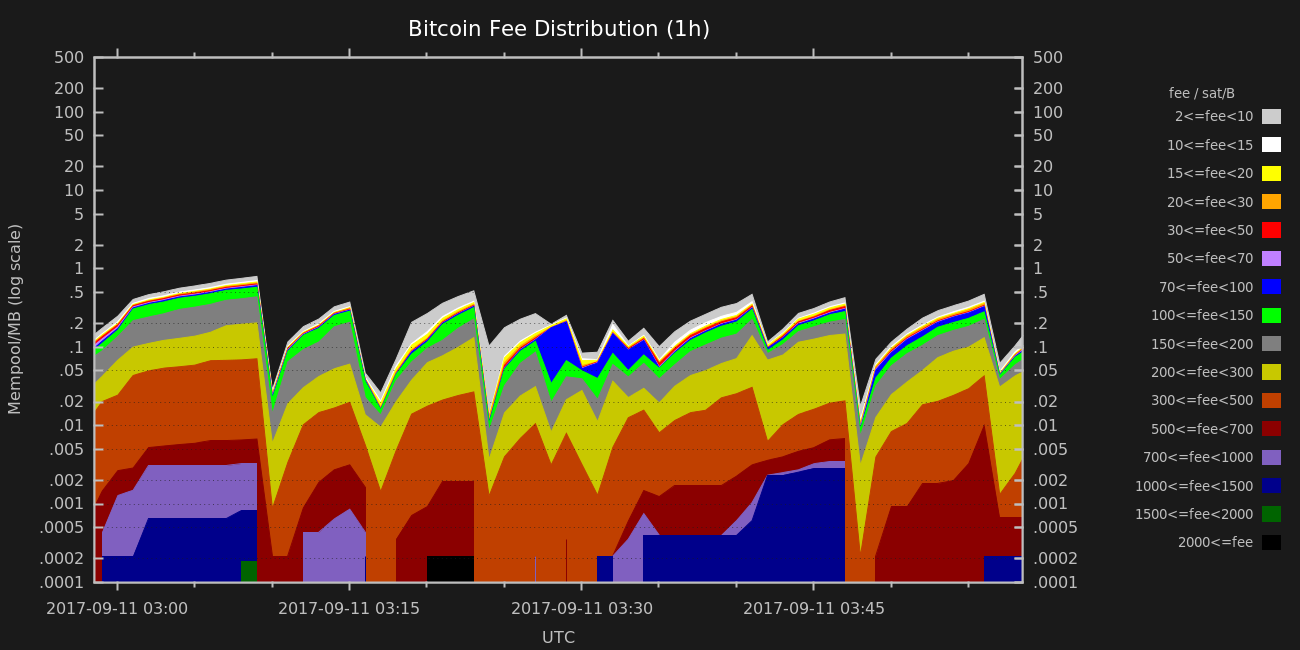 Bitcoin Fee Distribution (1h)
500 500
200 200
100 100
50 50
20 20
10 10
5 5
2 2
1 1
.5 .5
.2 .2
.1 .1
.05 .05
.02 .02
.01 .01
.005 .005
.002 .002
.001 .001
.0005 .0005
.0002 .0002
.0001 .0001
Mempool/MB (log scale)
2017-09-11 03:00 2017-09-11 03:15 2017-09-11 03:30 2017-09-11 03:45
UTC
fee / sat/B
2<=fee<10
10<=fee<15
15<=fee<20
20<=fee<30
30<=fee<50
50<=fee<70
70<=fee<100
100<=fee<150
150<=fee<200
200<=fee<300
300<=fee<500
500<=fee<700
700<=fee<1000
1000<=fee<1500
1500<=fee<2000
2000<=fee